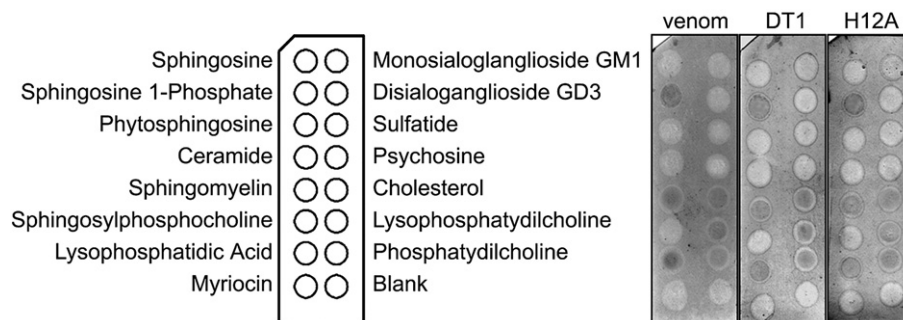 venom DT1 H12A
Sphingosine Monosialoglanglioside GM1
Sphingosine 1-Phosphate Disialoganglioside GD3
Phytosphingosine Sulfatide
Ceramide Psychosine
Sphingomyelin Cholesterol
Sphingosylphosphocholine Lysophosphatydilcholine
Lysophosphatidic Acid Phosphatydilcholine
Myriocin Blank